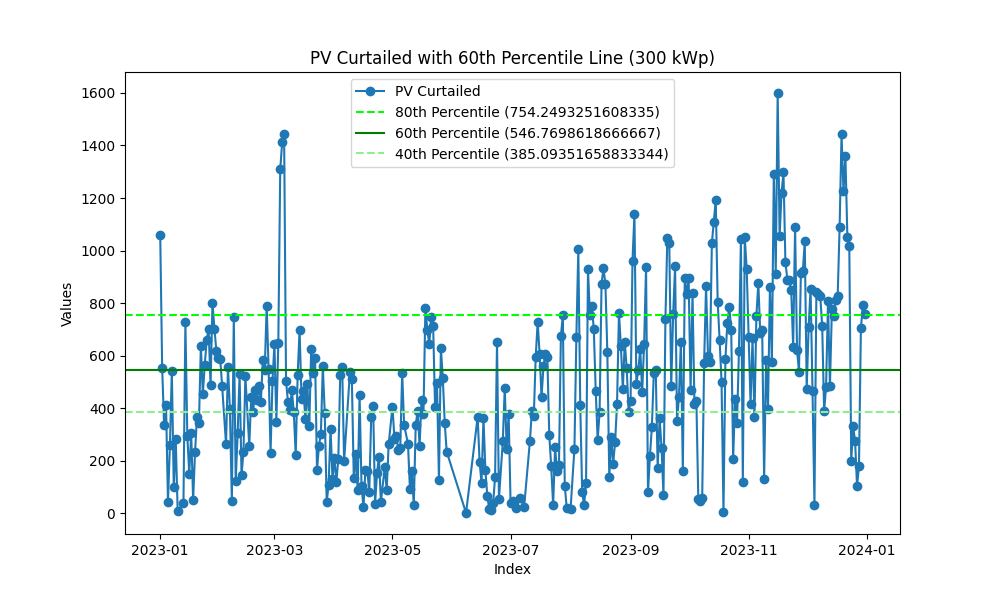 PV Curtailed with 60th Percentile Line (300 kWp)
PV Curtailed
80th Percentile (754.2493251608335)
60th Percentile (546.7698618666667)
40th Percentile (385.09351658833344)
Values
1600
1400
1200
1000
800
600
400
200
0
2023-01 2023-03 2023-05 2023-07 2023-09 2023-11 2024-01
Index